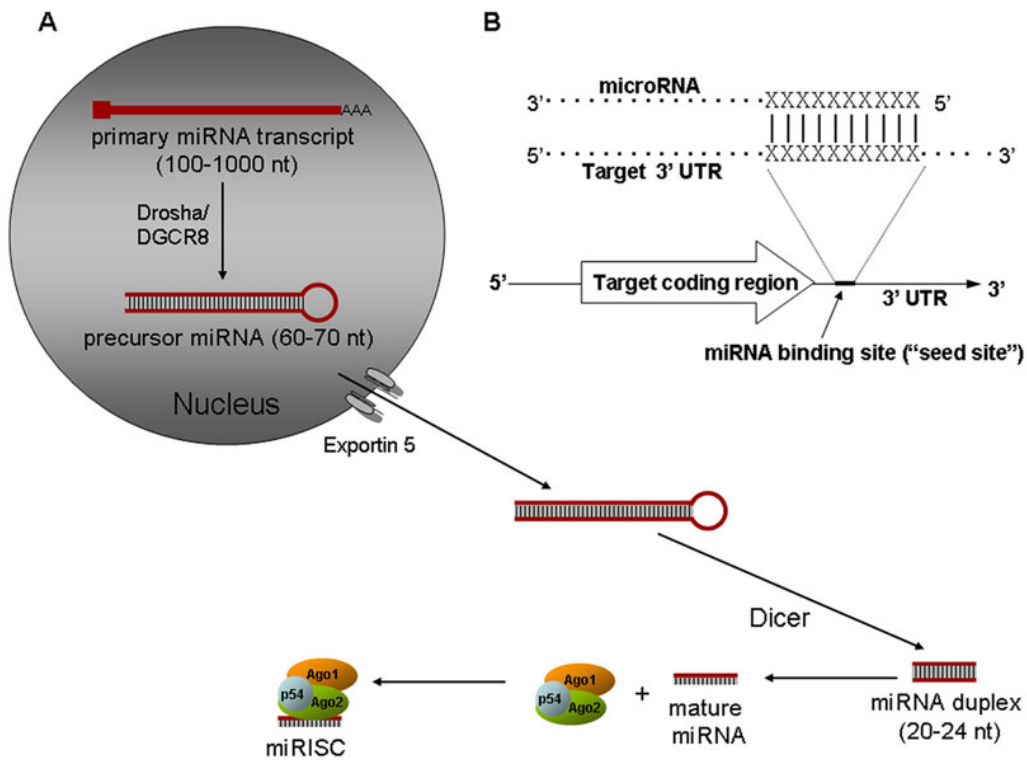 A
AAA
primary miRNA transcript
(100-1000 nt)
Drosha/
DGCR8
precursor miRNA (60-70 nt)
Nucleus
Exportin 5
B
microRNA
3' XXXXXXXXXX 5'
5' XXXXXXXXXX 3'
Target 3' UTR
5' Target coding region 3' UTR 3'
miRNA binding site ("seed site")
Dicer
Ago1
p54
Ago2
miRISC
Ago1
p54
Ago2
+
mature
miRNA
miRNA duplex
(20-24 nt)